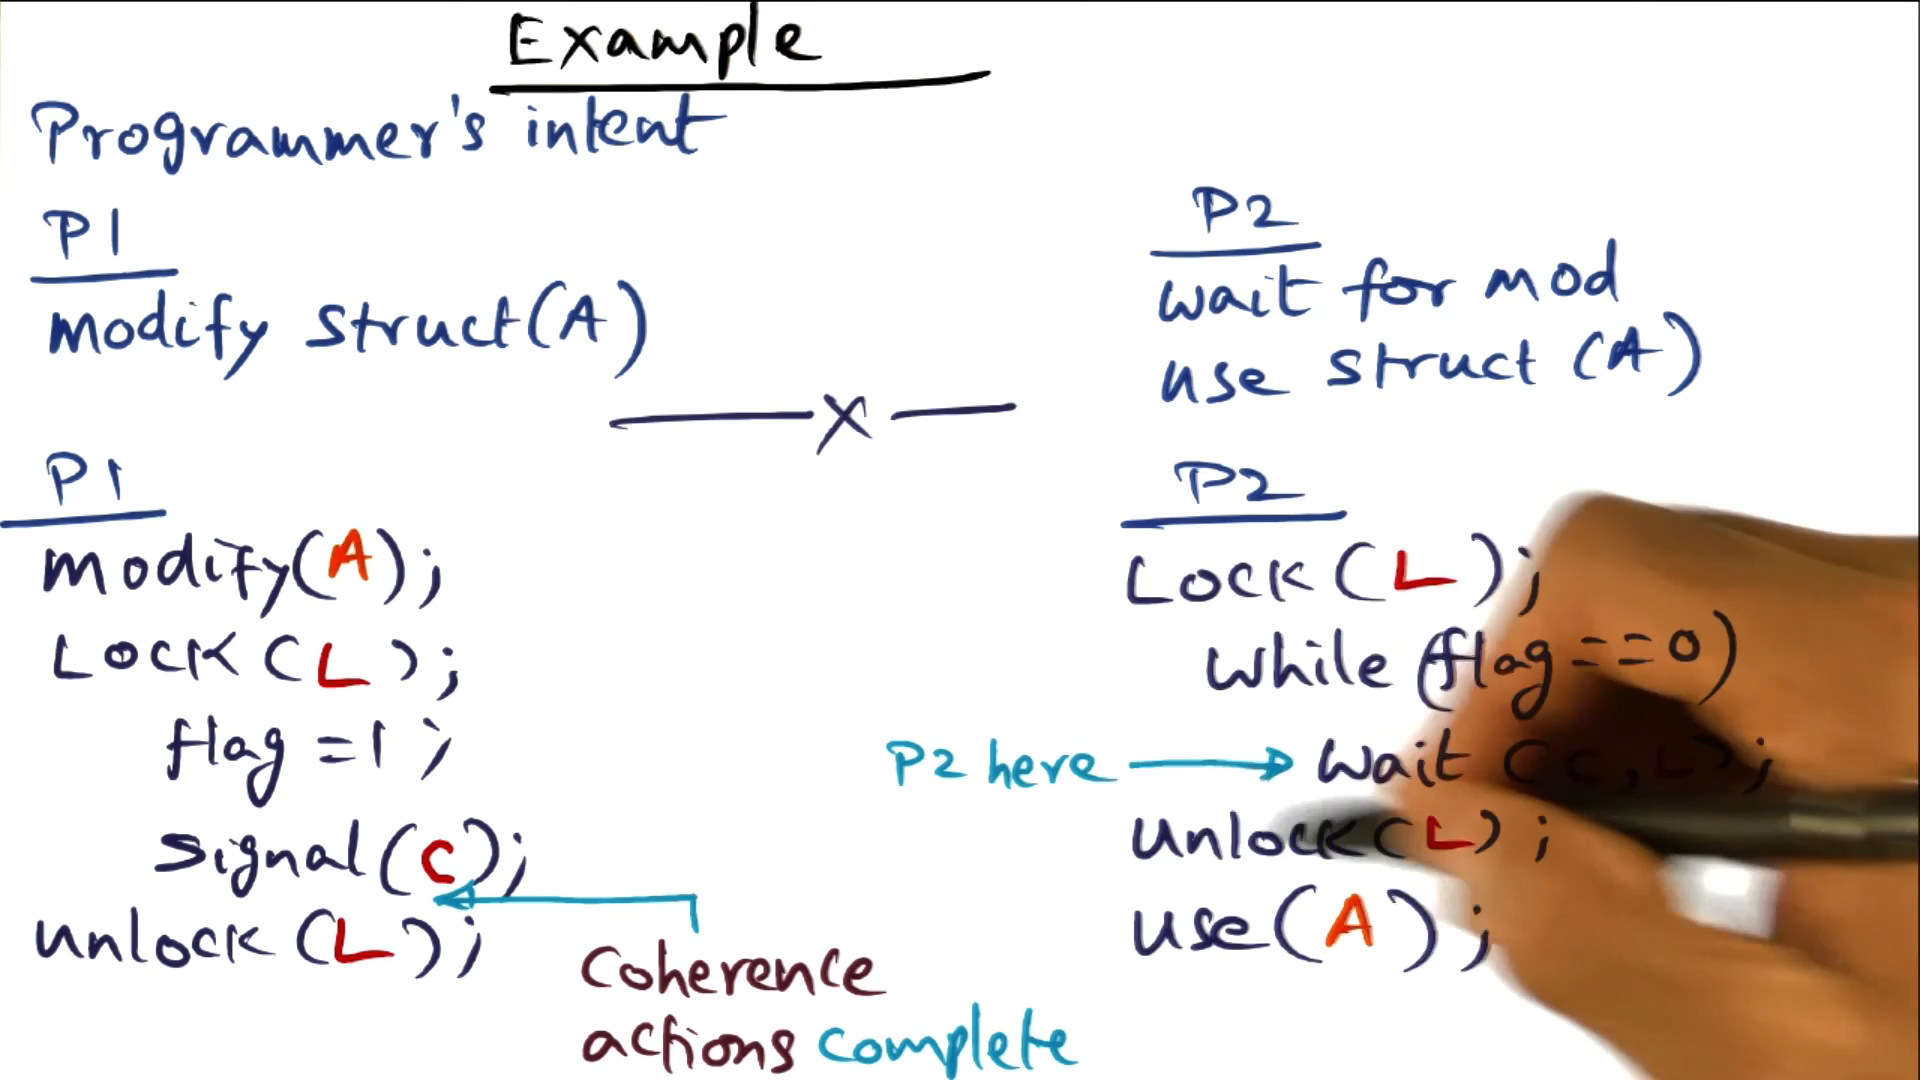 Example
Programmer's intent
P1
modify struct(A)
P2
wait for mod
use struct (A)
x
P1
modify(A);
Lock (L);
flag = 1;
signal(c);
unlock (L);
Coherence
actions complete
P2
Lock (L);
while (flag == 0)
P2 here → wait (c, L);
unlock (L);
use (A);